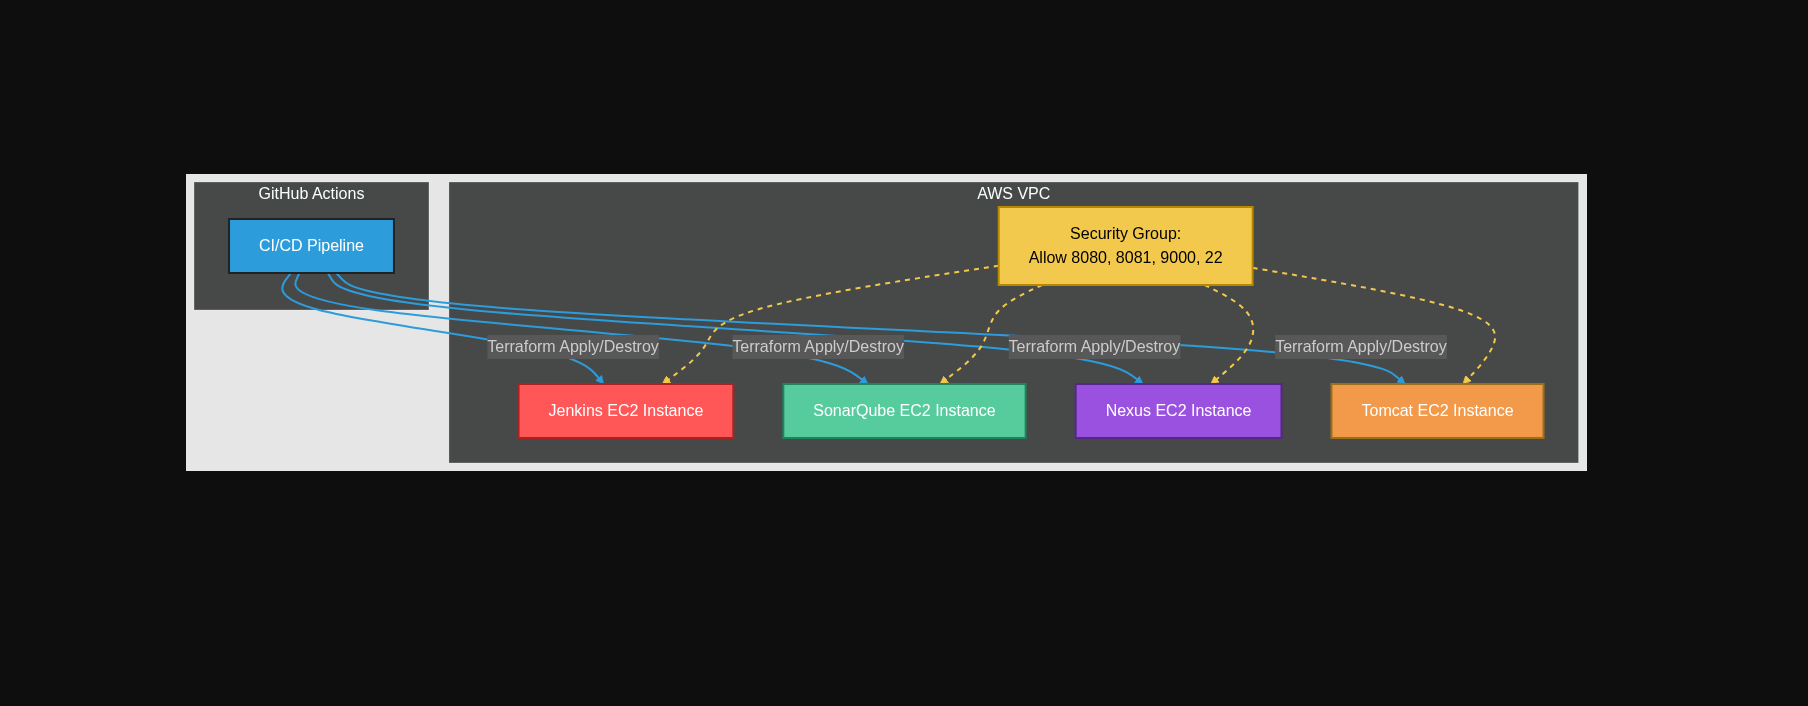 GitHub Actions
CI/CD Pipeline
AWS VPC
Security Group:
Allow 8080, 8081, 9000, 22
Terraform Apply/Destroy
Terraform Apply/Destroy
Terraform Apply/Destroy
Terraform Apply/Destroy
Jenkins EC2 Instance
SonarQube EC2 Instance
Nexus EC2 Instance
Tomcat EC2 Instance